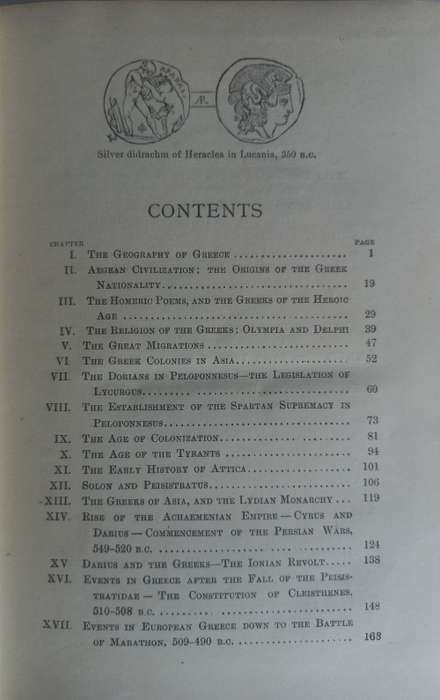 ÆR
Silver didrachm of Heraclea in Lucania, 350 B.C.
CONTENTS
CHAPTER PAGE
I. The Geography of Greece ..................... 1
II. Aegean Civilization: the Origins of the Greek
Nationality.................................. 19
III. The Homeric Poems, and the Greeks of the Heroic
Age ......................................... 29
IV. The Religion of the Greeks: Olympia and Delphi 39
V. The Great Migrations ......................... 47
VI The Greek Colonies in Asia..................... 52
VII. The Dorians in Peloponnesus—The Legislation of
Lycurgus........ ............................. 60
VIII. The Establishment of the Spartan Supremacy in
Peloponnesus.................................. 73
IX. The Age of Colonization........................ 81
X. The Age of the Tyrants ....................... 94
XI. The Early History of Attica................... 101
XII. Solon and Peisistratus.......................... 106
XIII. The Greeks of Asia, and the Lydian Monarchy ... 119
XIV. Rise of the Achaemenian Empire — Cyrus and
Darius — Commencement of the Persian Wars,
549–520 B.C. .................................. 124
XV Darius and the Greeks—The Ionian Revolt..... 138
XVI. Events in Greece after the Fall of the Peisis-
tratidae — The Constitution of Cleisthenes,
510–508 B.C. .................................. 148
XVII. Events in European Greece down to the Battle
of Marathon, 509–490 B.C. ..................... 163